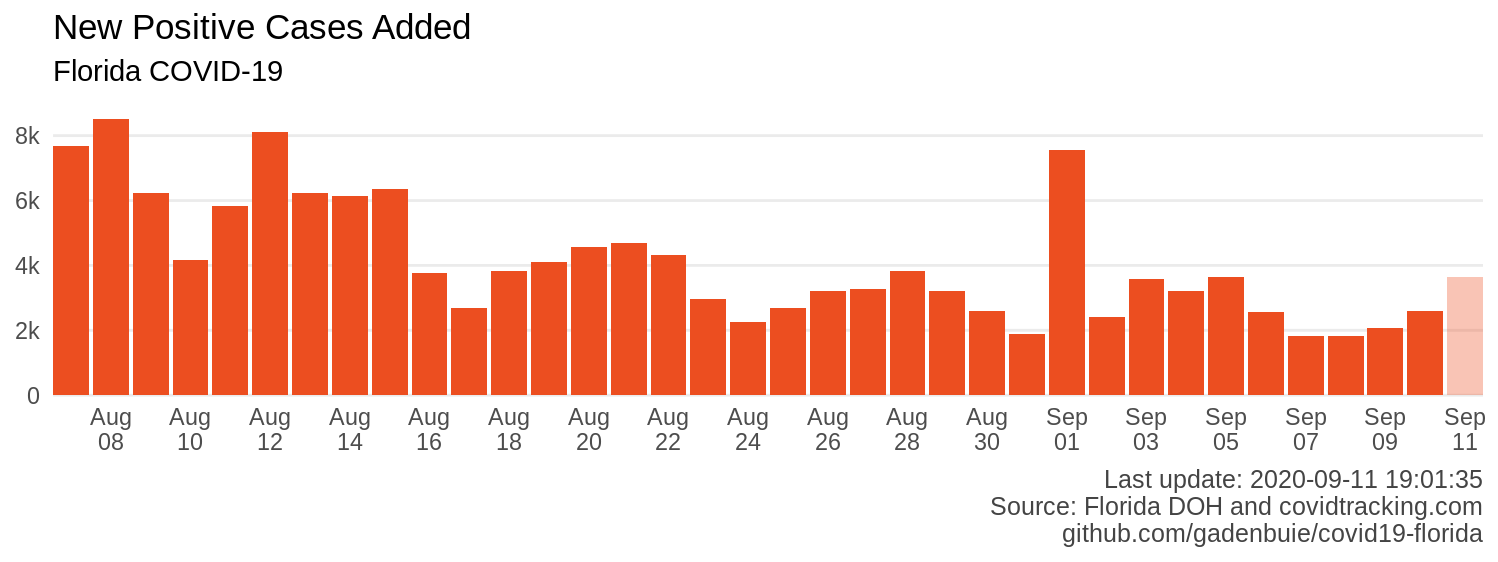 New Positive Cases Added
Florida COVID-19
8k
6k
4k
2k
0
Aug Aug Aug Aug Aug Aug Aug Aug Aug Aug Aug Aug Sep Sep Sep Sep Sep Sep
08 10 12 14 16 18 20 22 24 26 28 30 01 03 05 07 09 11
Last update: 2020-09-11 19:01:35
Source: Florida DOH and covidtracking.com
github.com/gadenbuie/covid19-florida